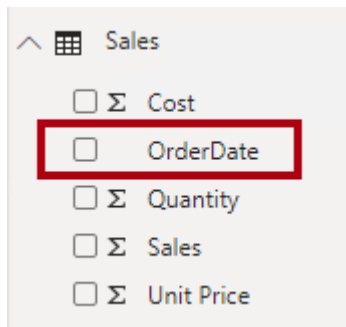 Sales
Σ Cost
OrderDate
Σ Quantity
Σ Sales
Σ Unit Price